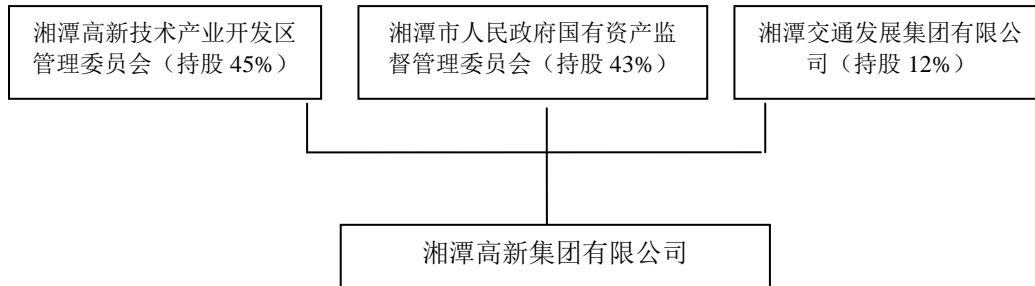 湘潭高新技术产业开发区
管理委员会（持股 45%）
湘潭市人民政府国有资产监
督管理委员会（持股 43%）
湘潭交通发展集团有限公
司（持股 12%）
湘潭高新集团有限公司